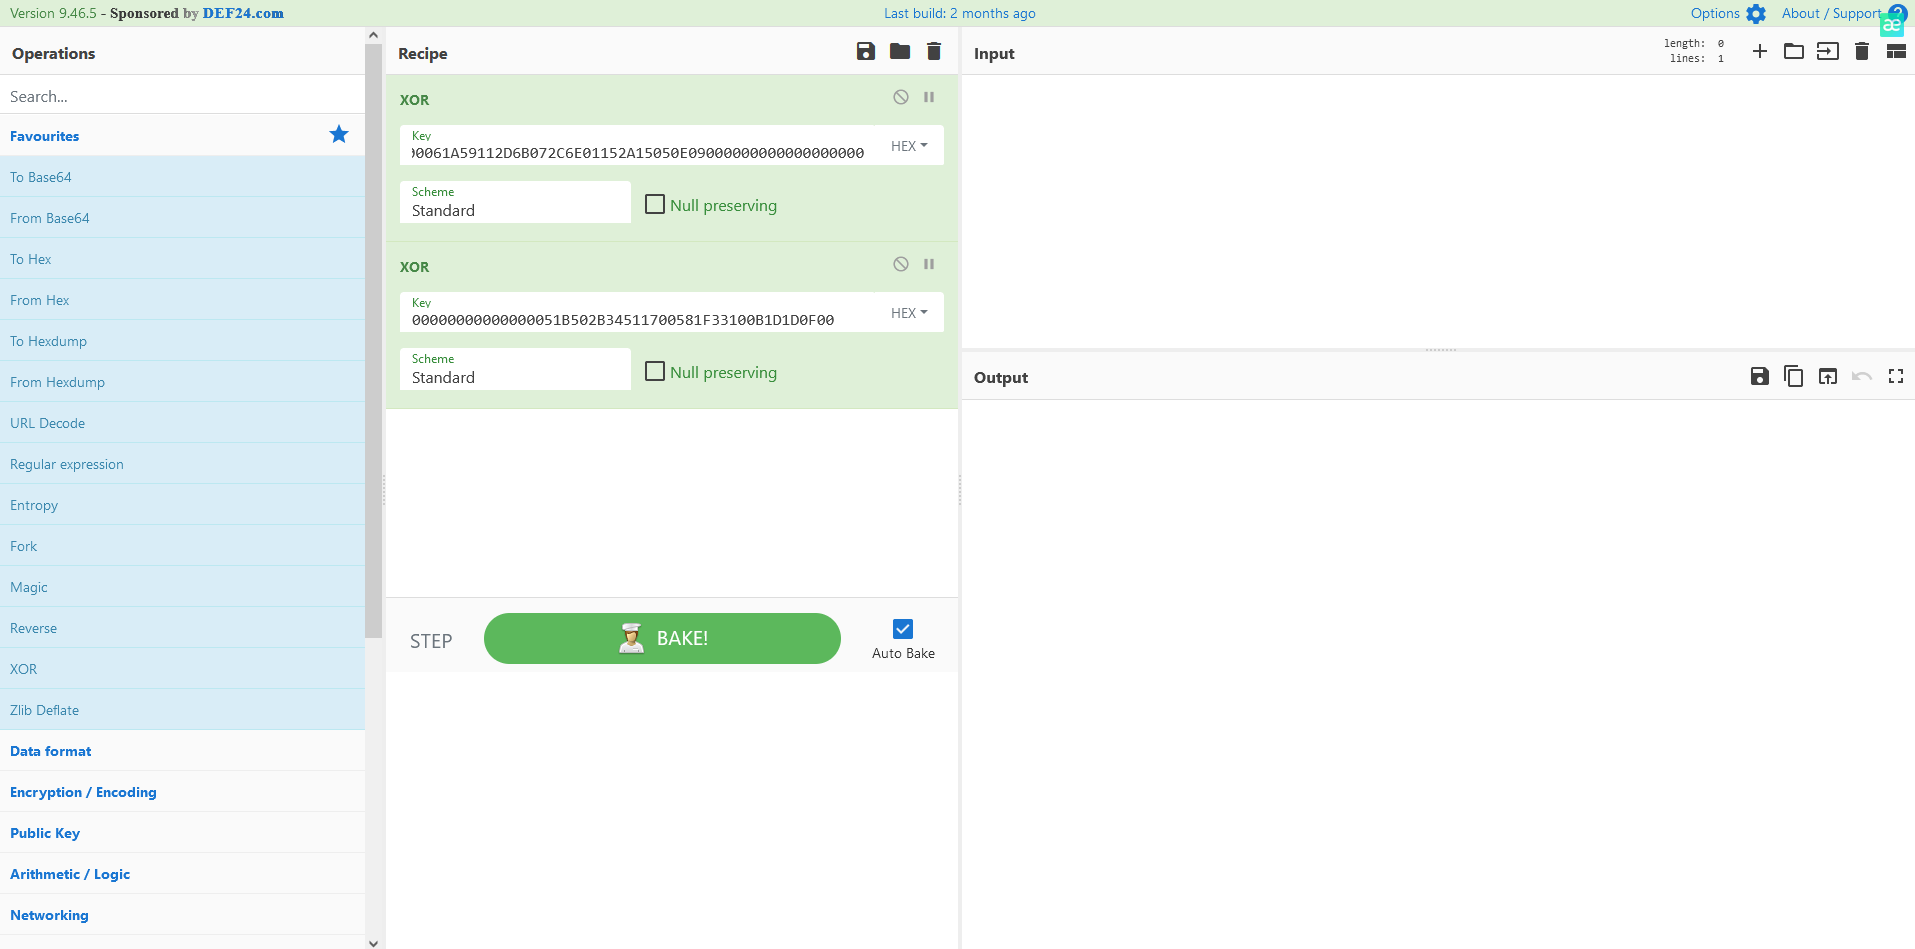 Version 9.46.5 - Sponsored by DEF24.com
Last build: 2 months ago
Options
About / Support
?
æ
Operations
Search...
Favourites
To Base64
From Base64
To Hex
From Hex
To Hexdump
From Hexdump
URL Decode
Regular expression
Entropy
Fork
Magic
Reverse
XOR
Zlib Deflate
Data format
Encryption / Encoding
Public Key
Arithmetic / Logic
Networking
Recipe
XOR
Key
00061A59112D6B072C6E01152A15050E09000000000000000000
HEX
Scheme
Standard
Null preserving
XOR
Key
00000000000000051B502B34511700581F33100B1D1D0F00
HEX
Scheme
Standard
Null preserving
STEP
BAKE!
Auto Bake
Input
length: 0
lines: 1
Output